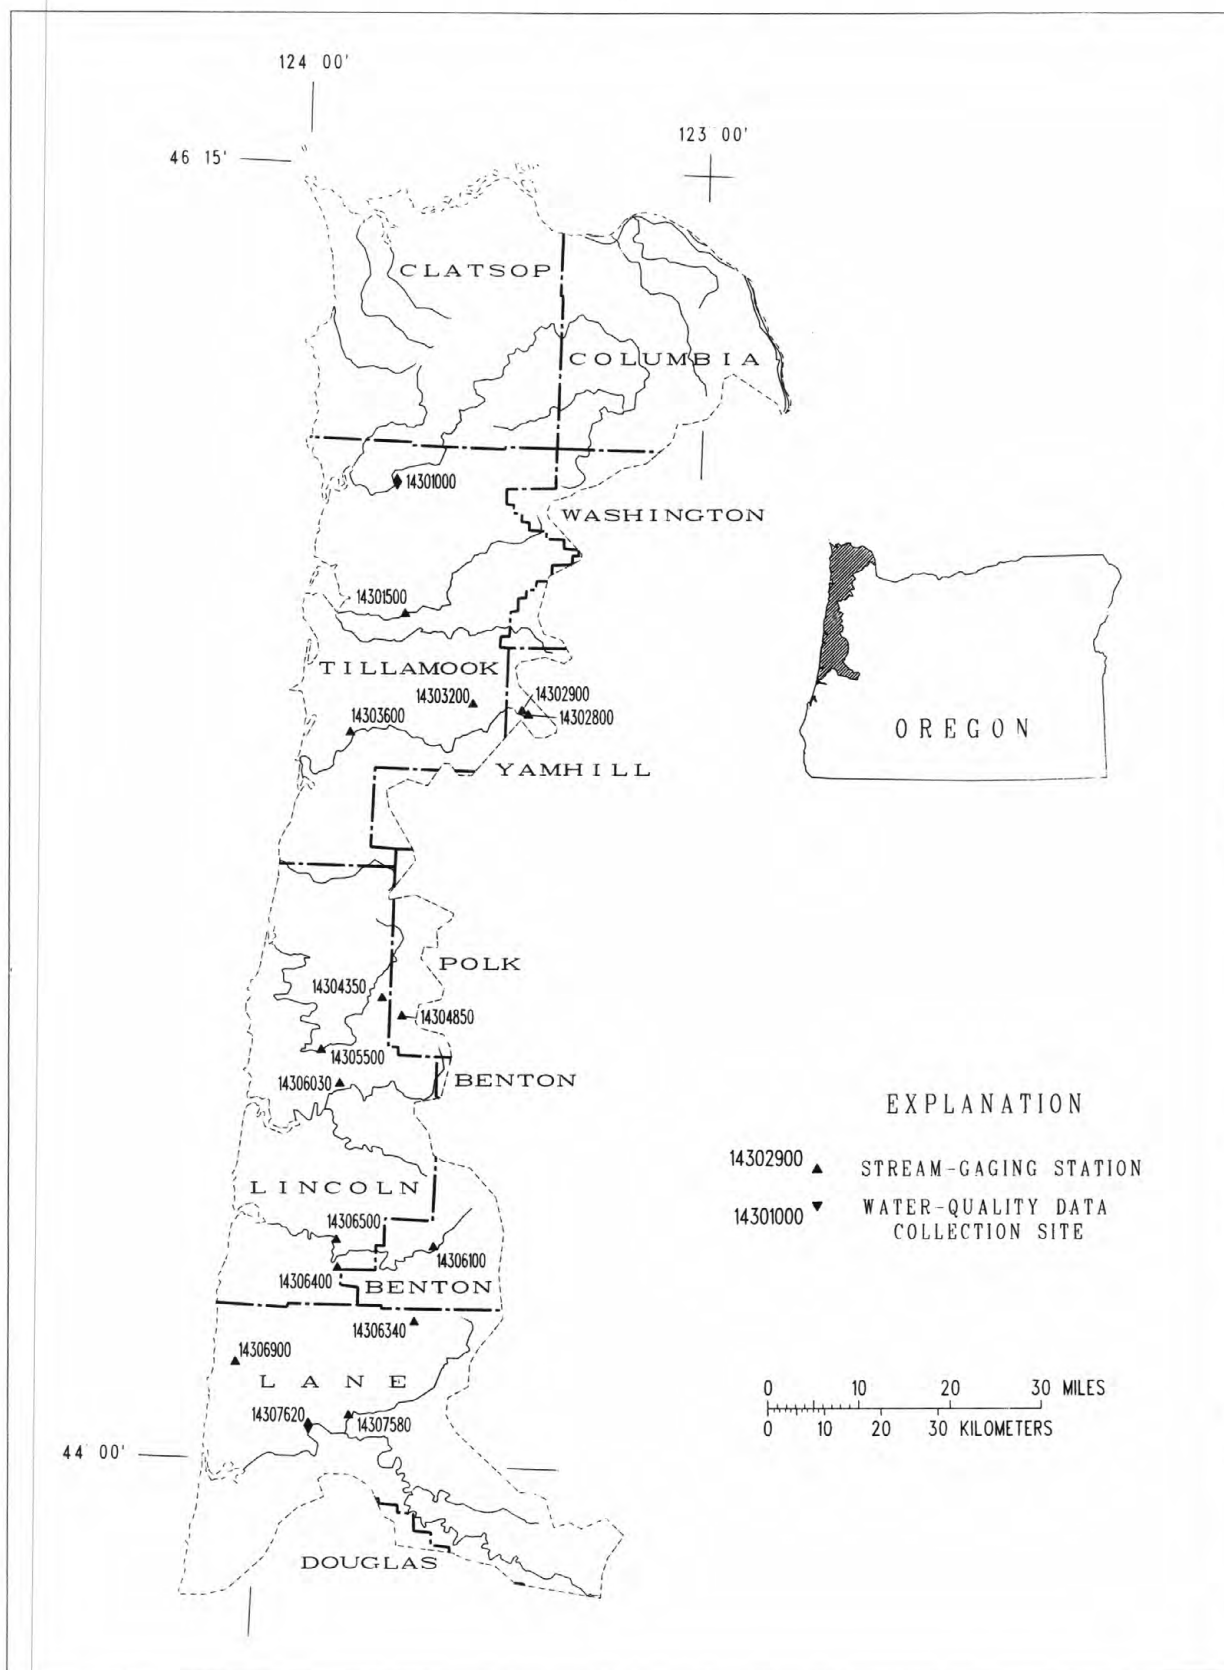 124 00'
123 00'
46 15'
CLATSOP
COLUMBIA
14301000
WASHINGTON
14301500
TILLAMOOK
14303200
14302900
14302800
14303600
YAMHILL
OREGON
POLK
14304350
14304850
14305500
14306030
BENTON
EXPLANATION
14302900 ▲ STREAM-GAGING STATION
14301000 ▼ WATER-QUALITY DATA
COLLECTION SITE
LINCOLN
14306500
14306100
14306400
BENTON
14306340
14306900
LANE
0 10 20 30 MILES
0 10 20 30 KILOMETERS
14307620
14307580
44 00'
DOUGLAS